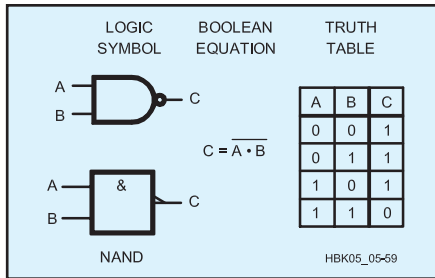 LOGIC SYMBOL
BOOLEAN EQUATION
TRUTH TABLE
A
B
C
A
B
&
C
NAND
C = \overline{A • B}
A B C
0 0 1
0 1 1
1 0 1
1 1 0
HBK05_05-59